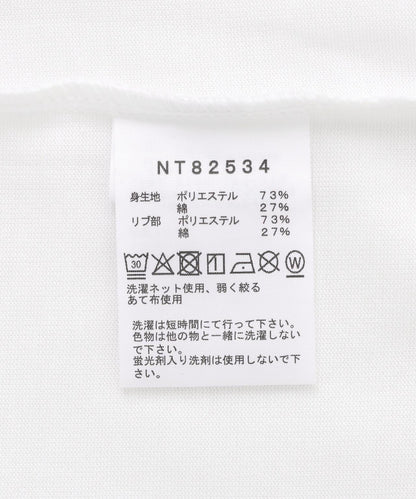 NT82534
身生地 ポリエステル 73%
綿 27%
リブ部 ポリエステル 73%
綿 27%
30 W
洗濯ネット使用、弱く絞る
あて布使用
洗濯は短時間にて行って下さい。
色物は他の物と一緒に洗濯しない
で下さい。
蛍光剤入り洗剤は使用しないで下
さい。